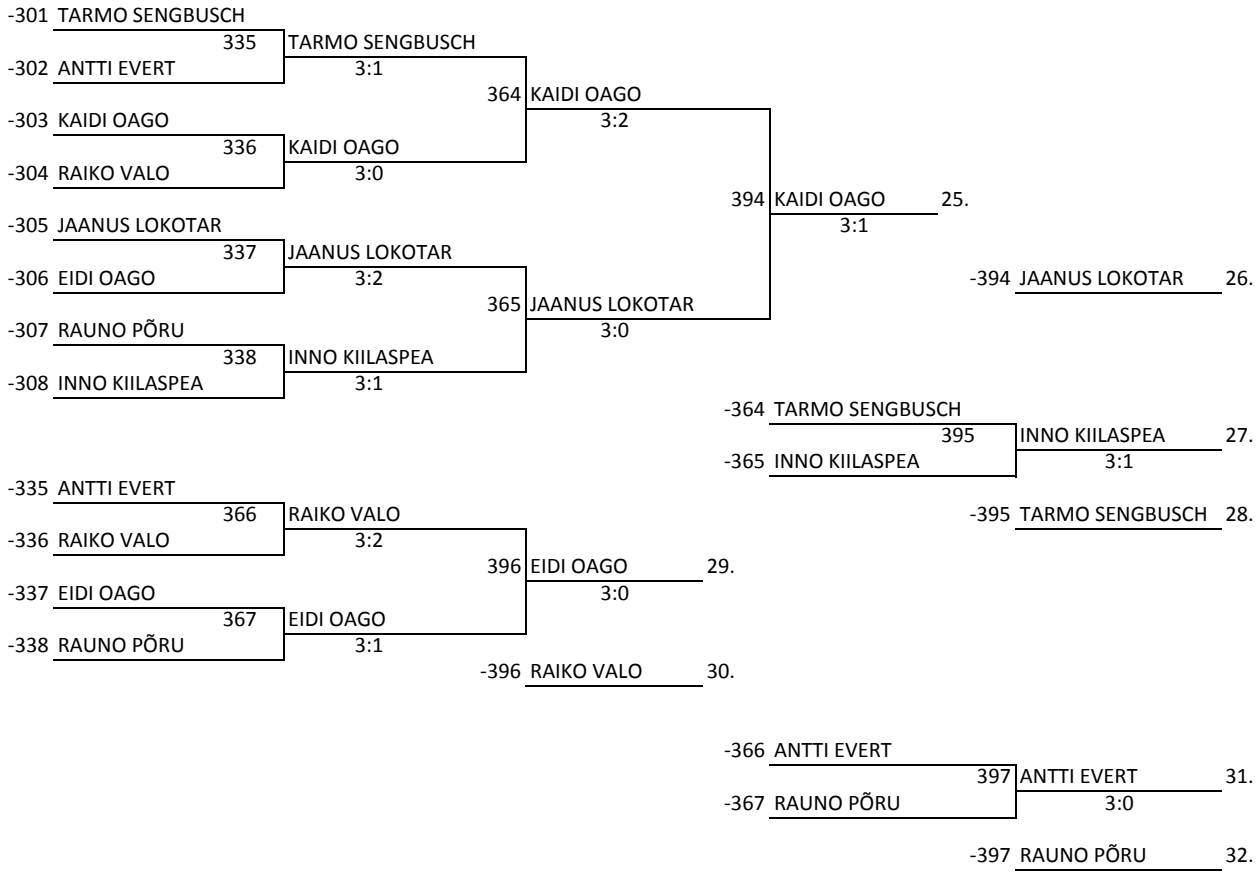 -301 TARMO SENGBUSCH
335 TARMO SENGBUSCH
-302 ANTTI EVERT 3:1
364 KAIDI OAGO
-303 KAIDI OAGO 3:2
336 KAIDI OAGO
-304 RAIKO VALO 3:0
394 KAIDI OAGO 25.
-305 JAANUS LOKOTAR 3:1
337 JAANUS LOKOTAR
-306 EIDI OAGO 3:2 -394 JAANUS LOKOTAR 26.
365 JAANUS LOKOTAR
-307 RAUNO PÕRU 3:0
338 INNO KIILASPEA
-308 INNO KIILASPEA 3:1
-364 TARMO SENGBUSCH
395 INNO KIILASPEA 27.
-365 INNO KIILASPEA 3:1
-335 ANTTI EVERT
366 RAIKO VALO -395 TARMO SENGBUSCH 28.
-336 RAIKO VALO 3:2
396 EIDI OAGO 29.
-337 EIDI OAGO 3:0
367 EIDI OAGO
-338 RAUNO PÕRU 3:1
-396 RAIKO VALO 30.
-366 ANTTI EVERT
397 ANTTI EVERT 31.
-367 RAUNO PÕRU 3:0
-397 RAUNO PÕRU 32.